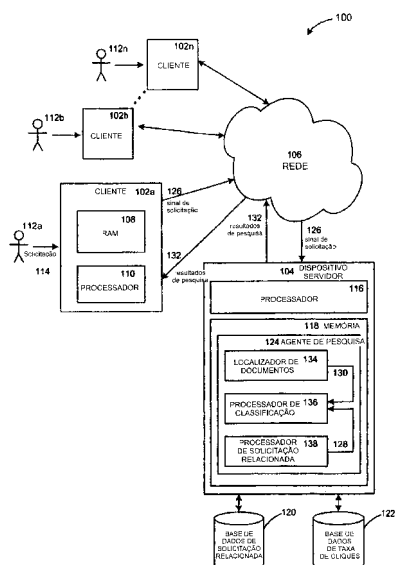 100
112n
102n
CLIENTE
112b
102b
CLIENTE
106
REDE
CLIENTE 102a
126
sinal de
solicitação
108
RAM
112a
Solicitação
114
110
PROCESSADOR
132
resultados
de pesquisa
132
resultados
de pesquisa
126
sinal de
solicitação
104 DISPOSITIVO
SERVIDOR
116
PROCESSADOR
118 MEMÓRIA
124 AGENTE DE PESQUISA
LOCALIZADOR DE 134
DOCUMENTOS
130
PROCESSADOR DE 136
CLASSIFICAÇÃO
PROCESSADOR 138
DE SOLICITAÇÃO
RELACIONADA
128
120
BASE DE
DADOS DE
SOLICITAÇÃO
RELACIONADA
122
BASE DE
DADOS
DE TAXA
DE CLIQUES